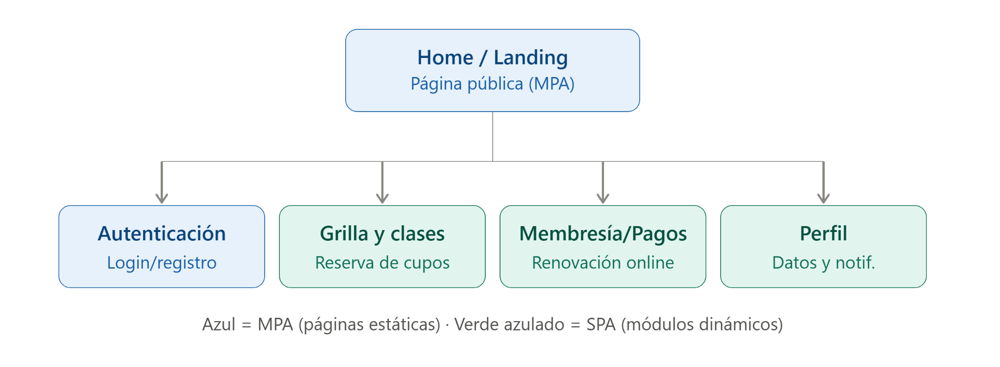 Home / Landing
Página pública (MPA)
Autenticación
Login/registro
Grilla y clases
Reserva de cupos
Membresía/Pagos
Renovación online
Perfil
Datos y notif.
Azul = MPA (páginas estáticas) · Verde azulado = SPA (módulos dinámicos)